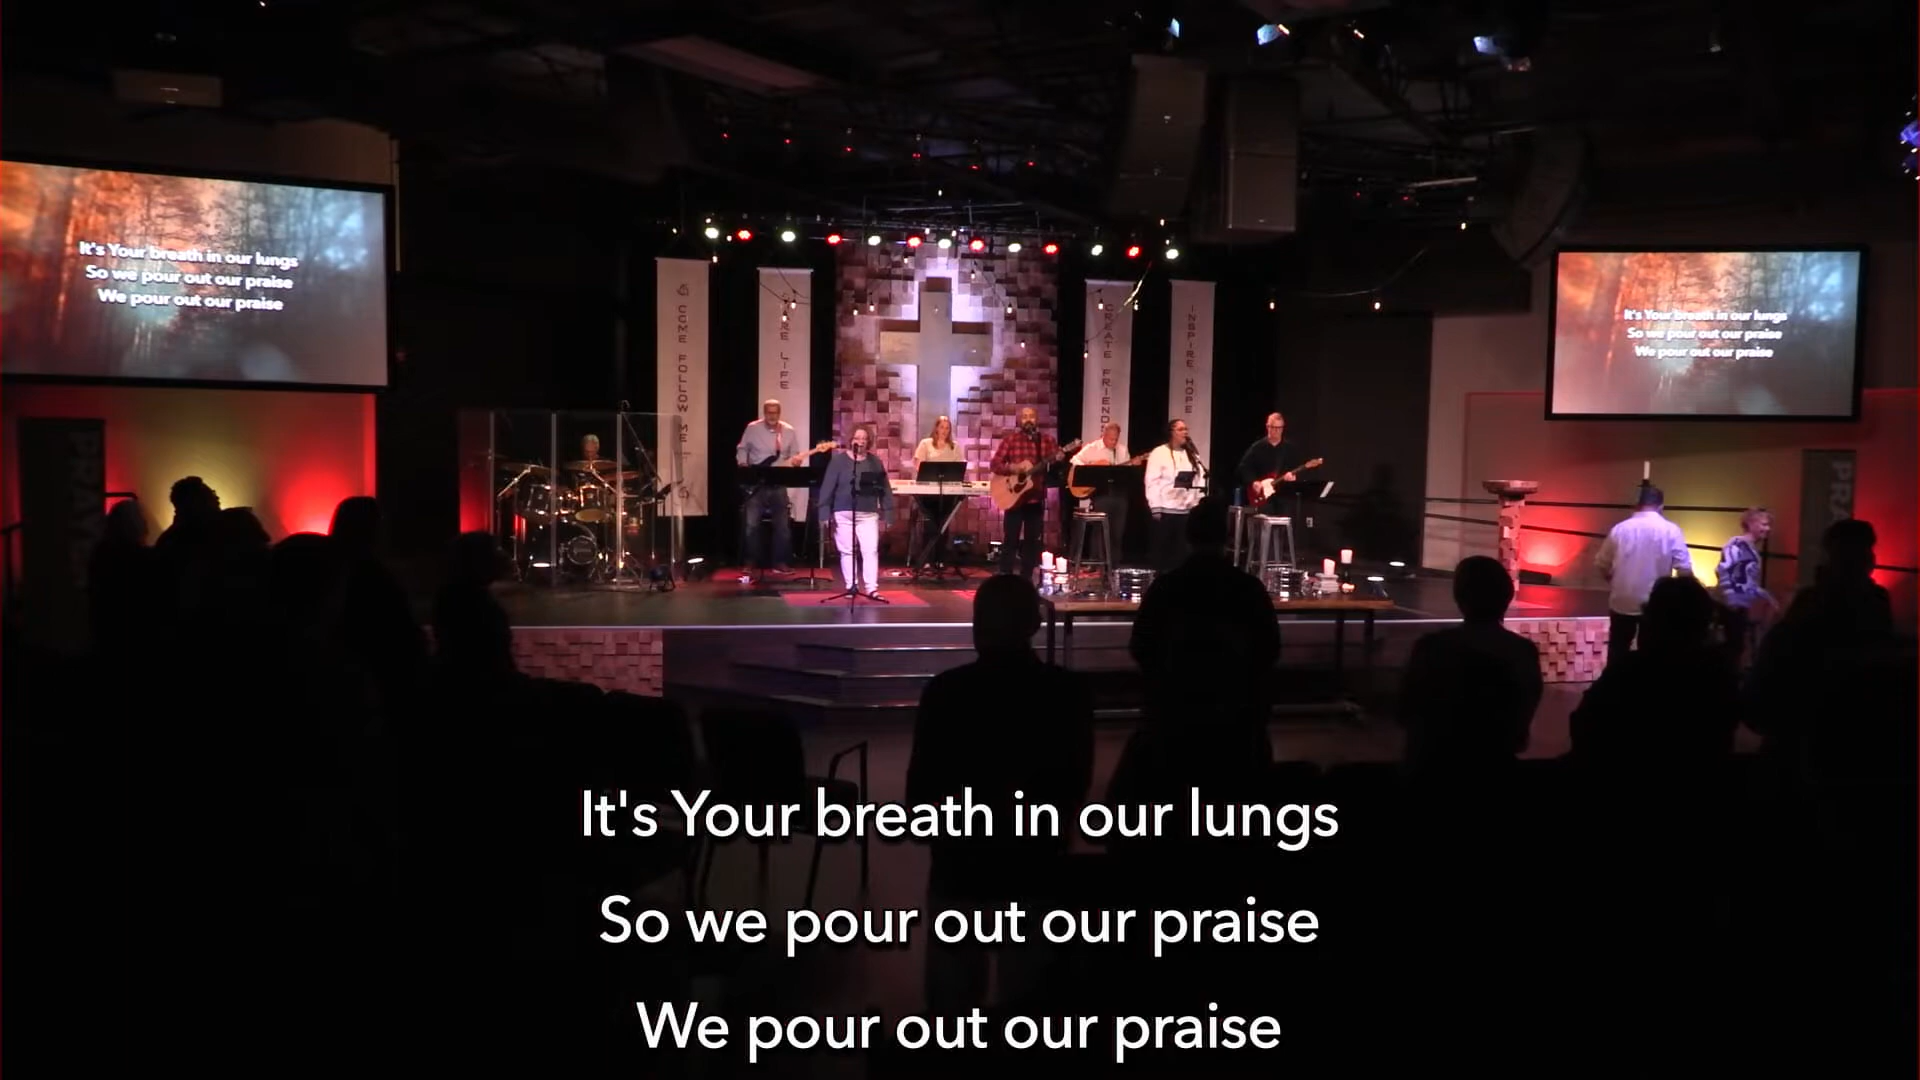 It's Your breath in our lungs
So we pour out our praise
We pour out our praise
It's Your breath in our lungs
So we pour out our praise
We pour out our praise
COME FOLLOW ME
LIFE
CREATE
INSPIRE HOPE
It's Your breath in our lungs
So we pour out our praise
We pour out our praise